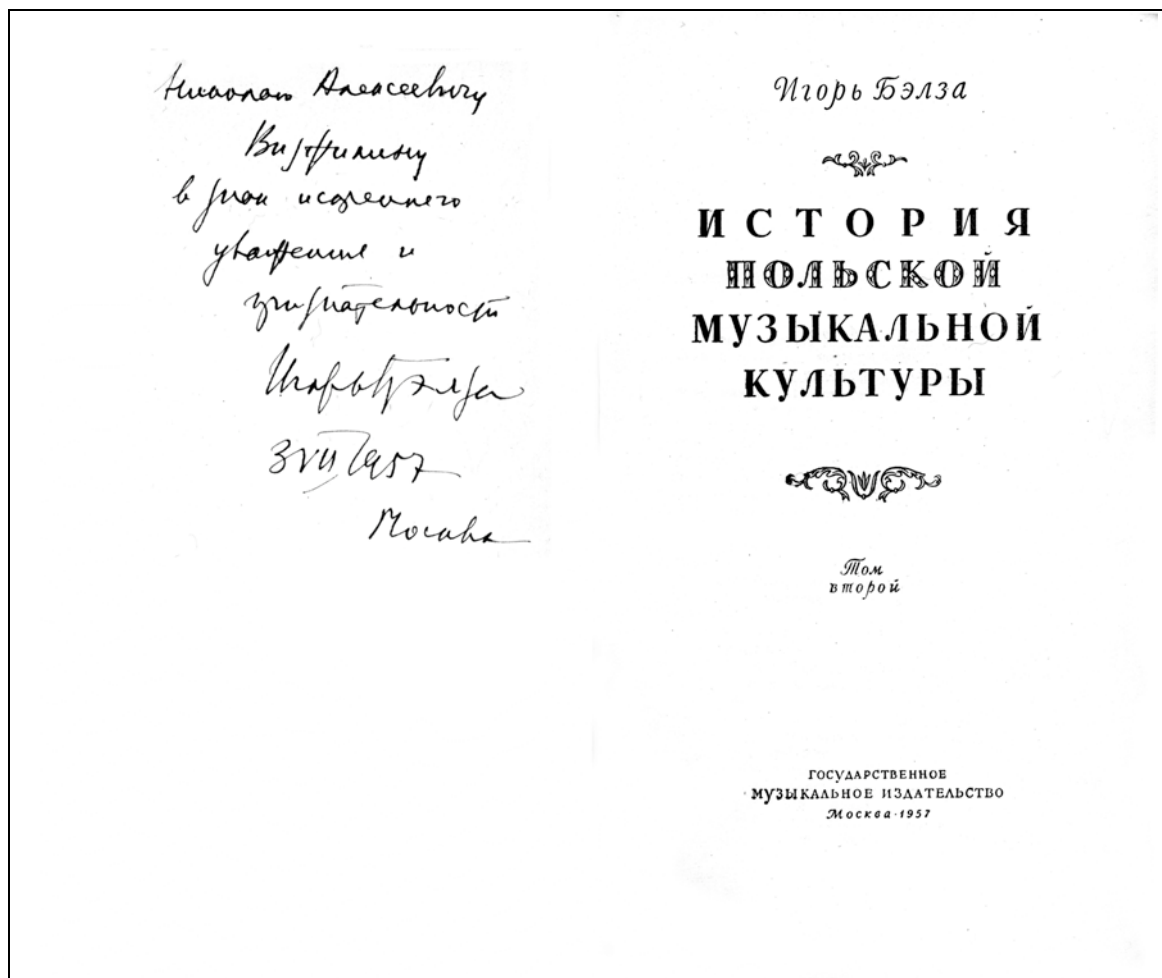 Николаю Алексеевичу
в знак искреннего
уважения и
признательности
Игорь Бэлза
3 VII 1957
Москва
Игорь Бэлза
ИСТОРИЯ
ПОЛЬСКОЙ
МУЗЫКАЛЬНОЙ
КУЛЬТУРЫ
Том
второй
ГОСУДАРСТВЕННОЕ
МУЗЫКАЛЬНОЕ ИЗДАТЕЛЬСТВО
Москва · 1957